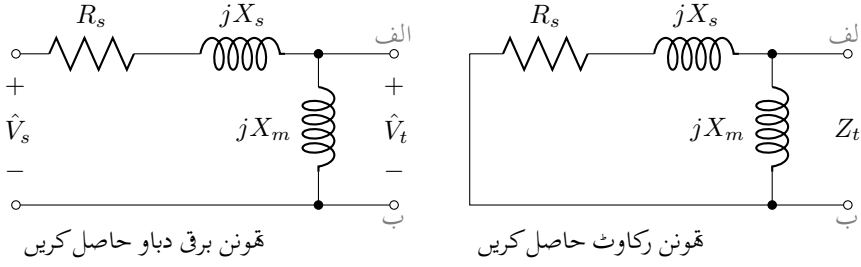 R_s jX_s الف
+ +
V̂_s jX_m V̂_t
− −
ب
تھونن برقی دباو حاصل کریں
R_s jX_s لف
jX_m Z_t
ب
تھونن رکاوٹ حاصل کریں